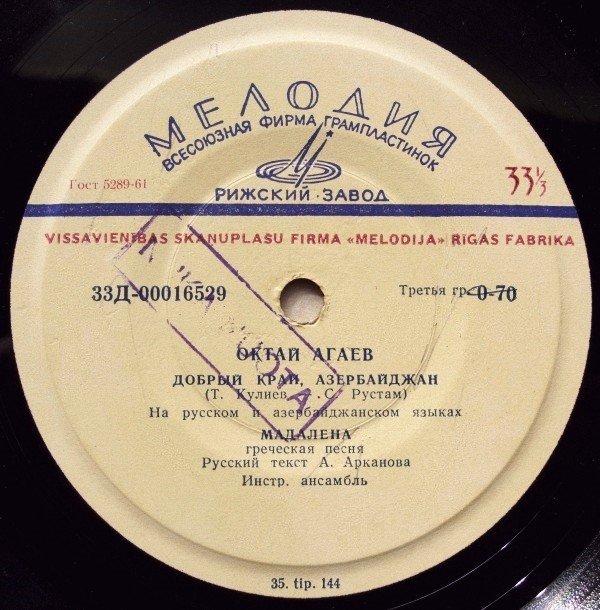 МЕЛОДИЯ
ВСЕСОЮЗНАЯ ФИРМА ГРАМПЛАСТИНОК
Гост 5289-61
33⅓
РИЖСКИЙ·ЗАВОД
VISSAVIENĪBAS SKAŅUPLAŠU FIRMA «MELODIJA» RĪGAS FABRIKA
33Д-00016529
Третья гр. 0-70
ОКТАЙ АГАЕВ
ДОБРЫЙ КРАЙ, АЗЕРБАЙДЖАН
(Т. Кулиев С. Рустам)
На русском и азербайджанском языках
МАДАЛЕНА
греческая песня
Русский текст А. Арканова
Инстр. ансамбль
35. tip. 144